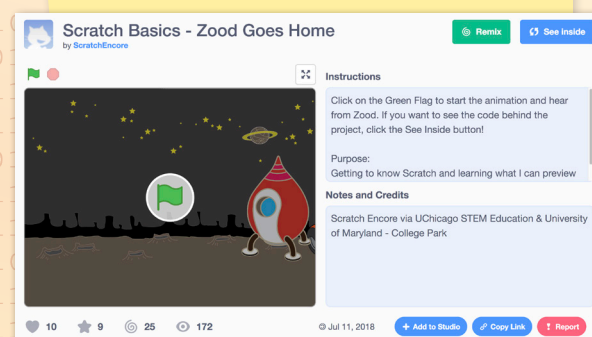 Scratch Basics - Zood Goes Home
by ScratchEncore
Remix
See Inside
Instructions
Click on the Green Flag to start the animation and hear
from Zood. If you want to see the code behind the
project, click the See Inside button!
Purpose:
Getting to know Scratch and learning what I can preview
Notes and Credits
Scratch Encore via UChicago STEM Education & University
of Maryland - College Park
10
9
25
172
© Jul 11, 2018
+ Add to Studio
Copy Link
! Report